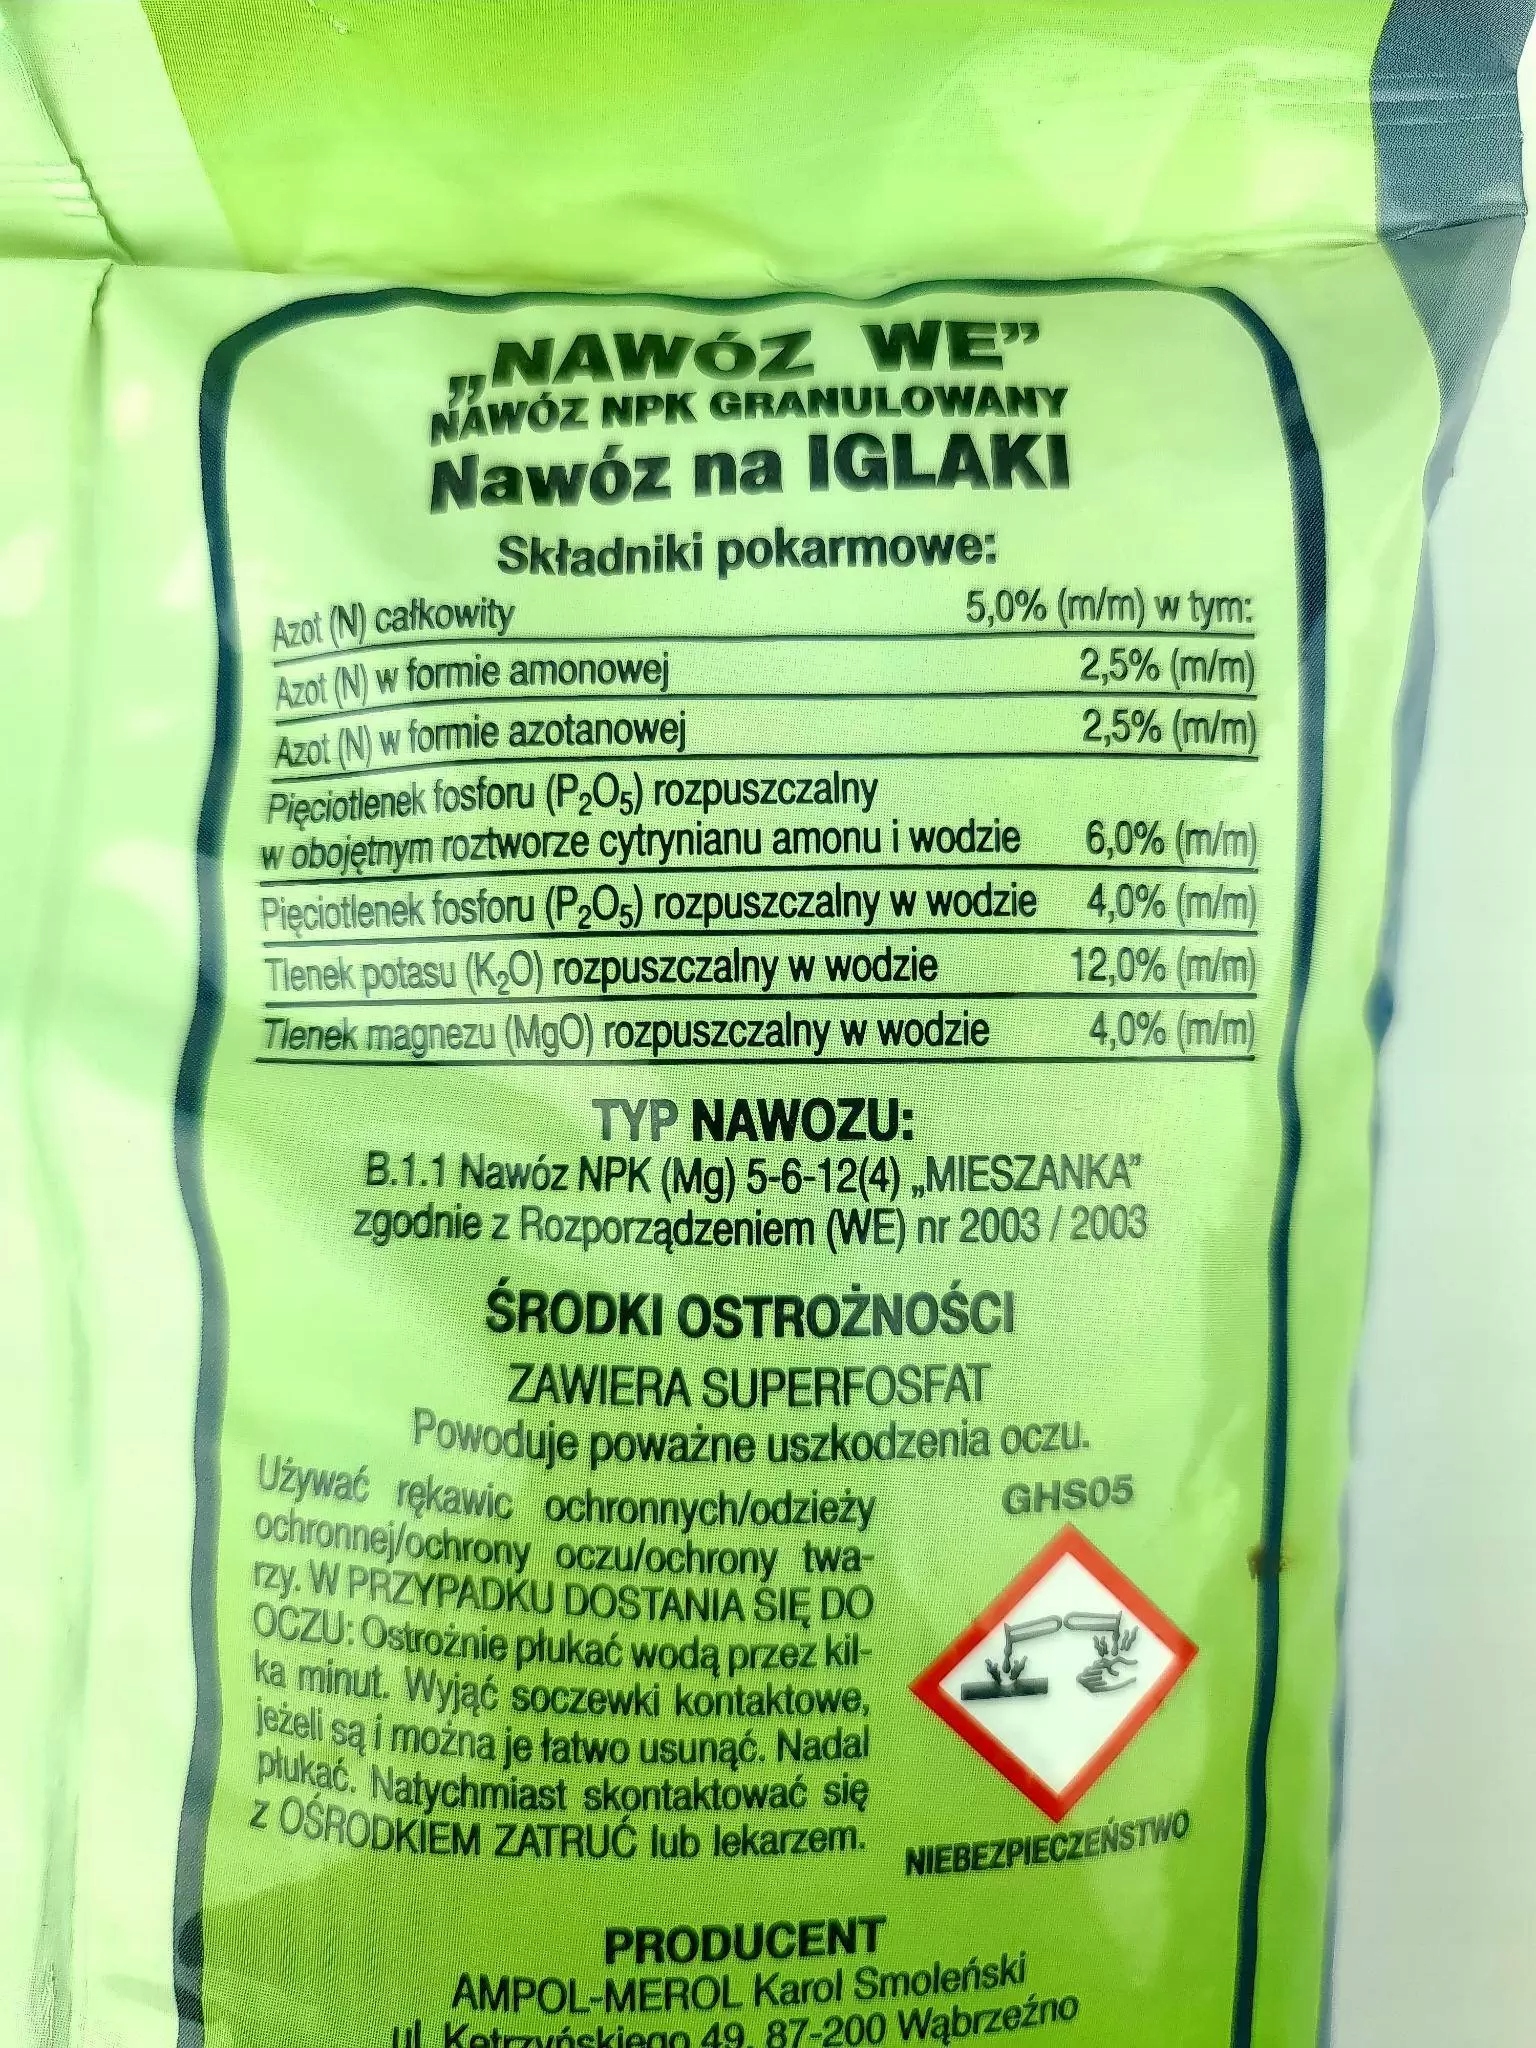 „NAWÓZ WE”
NAWÓZ NPK GRANULOWANY
Nawóz na IGLAKI
Składniki pokarmowe:
Azot (N) całkowity 5,0% (m/m) w tym:
Azot (N) w formie amonowej 2,5% (m/m)
Azot (N) w formie azotanowej 2,5% (m/m)
Pięciotlenek fosforu (P₂O₅) rozpuszczalny
w obojętnym roztworze cytrynianu amonu i wodzie 6,0% (m/m)
Pięciotlenek fosforu (P₂O₅) rozpuszczalny w wodzie 4,0% (m/m)
Tlenek potasu (K₂O) rozpuszczalny w wodzie 12,0% (m/m)
Tlenek magnezu (MgO) rozpuszczalny w wodzie 4,0% (m/m)
TYP NAWOZU:
B.1.1 Nawóz NPK (Mg) 5-6-12(4) „MIESZANKA”
zgodnie z Rozporządzeniem (WE) nr 2003 / 2003
ŚRODKI OSTROŻNOŚCI
ZAWIERA SUPERFOSFAT
Powoduje poważne uszkodzenia oczu.
Używać rękawic ochronnych/odzieży
ochronnej/ochrony oczu/ochrony twa-
rzy. W PRZYPADKU DOSTANIA SIĘ DO
OCZU: Ostrożnie płukać wodą przez kil-
ka minut. Wyjąć soczewki kontaktowe,
jeżeli są i można je łatwo usunąć. Nadal
płukać. Natychmiast skontaktować się
z OŚRODKIEM ZATRUĆ lub lekarzem.
GHS05
NIEBEZPIECZEŃSTWO
PRODUCENT
AMPOL-MEROL Karol Smoleński
ul. Kętrzyńskiego 49, 87-200 Wąbrzeźno